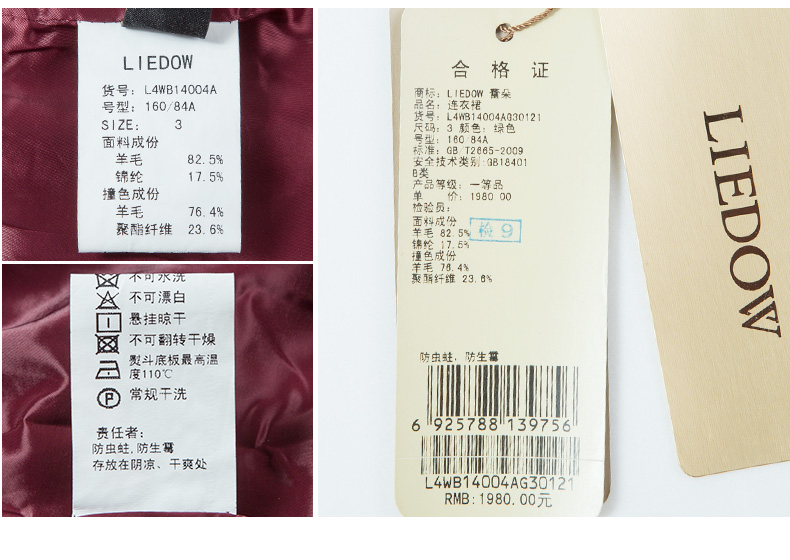 LIEDOW
货号: L4WB14004A
号型: 160/84A
SIZE: 3
面料成份
羊毛 82.5%
锦纶 17.5%
撞色成份
羊毛 76.4%
聚酯纤维 23.6%
不可水洗
不可漂白
悬挂晾干
不可翻转干燥
熨斗底板最高温
度110℃
常规干洗
责任者:
防虫蛀,防生霉
存放在阴凉、干爽处
合格证
商标: LIEDOW 蕾朵
品名: 连衣裙
货号: L4WB14004AG30121
尺码: 3 颜色: 绿色
号型: 160/84A
标准: GB/T2665-2009
安全技术类别:GB18401
B类
产品等级: 一等品
单 价: 1980.00
检验员:
面料成份
羊毛 82.5%
检 9
锦纶 17.5%
撞色成份
羊毛 76.4%
聚酯纤维 23.6%
防虫蛀, 防生霉
6 925788 139756
L4WB14004AG30121
RMB:1980.00元
LIEDOW